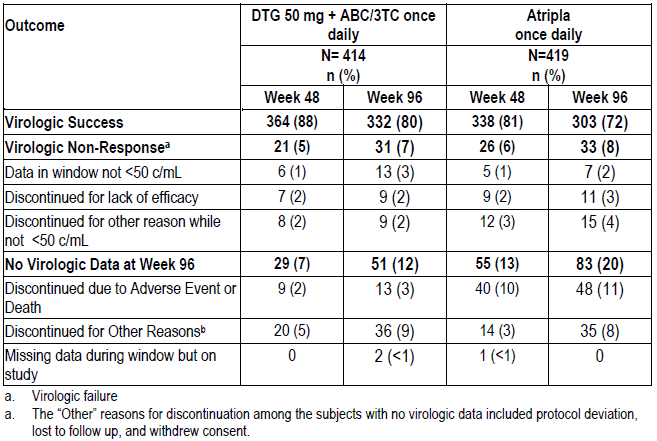 Outcome
DTG 50 mg + ABC/3TC once
daily
Atripla
once daily
N= 414
n (%)
N=419
n (%)
Week 48 Week 96 Week 48 Week 96
Virologic Success 364 (88) 332 (80) 338 (81) 303 (72)
Virologic Non-Responseᵃ 21 (5) 31 (7) 26 (6) 33 (8)
Data in window not <50 c/mL 6 (1) 13 (3) 5 (1) 7 (2)
Discontinued for lack of efficacy 7 (2) 9 (2) 9 (2) 11 (3)
Discontinued for other reason while
not <50 c/mL 8 (2) 9 (2) 12 (3) 15 (4)
No Virologic Data at Week 96 29 (7) 51 (12) 55 (13) 83 (20)
Discontinued due to Adverse Event or
Death 9 (2) 13 (3) 40 (10) 48 (11)
Discontinued for Other Reasonsᵇ 20 (5) 36 (9) 14 (3) 35 (8)
Missing data during window but on
study 0 2 (<1) 1 (<1) 0
a. Virologic failure
a. The “Other” reasons for discontinuation among the subjects with no virologic data included protocol deviation,
lost to follow up, and withdrew consent.